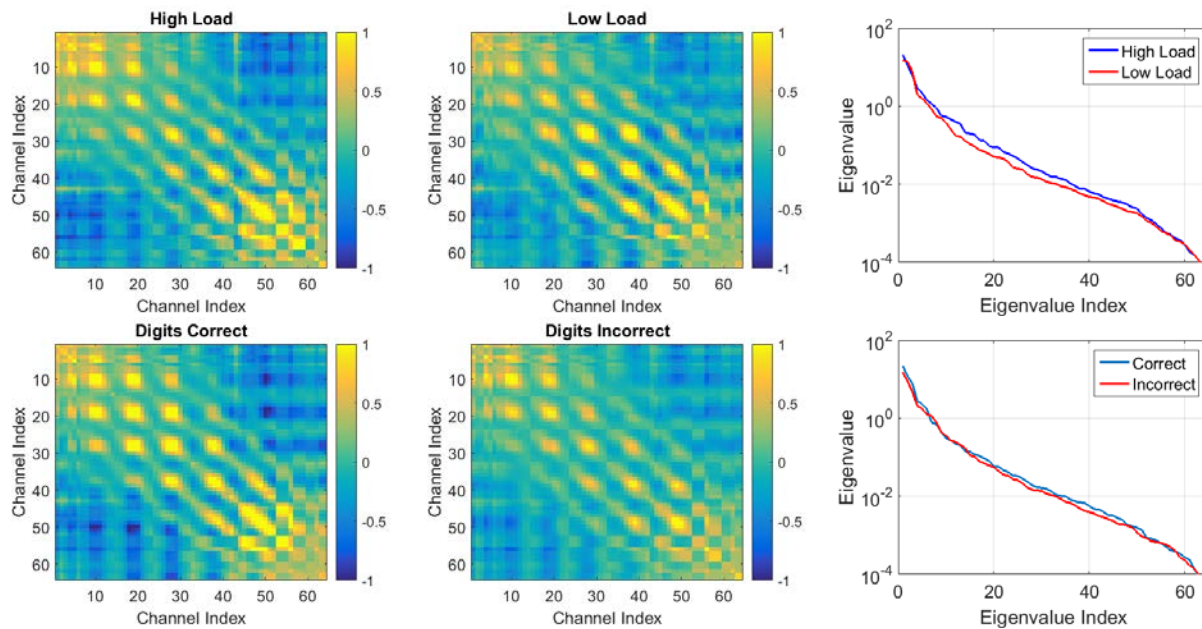 High Load
Low Load
10
20
30
40
50
60
Channel Index
10 20 30 40 50 60
Channel Index
1
0.5
0
-0.5
-1
10
20
30
40
50
60
Channel Index
10 20 30 40 50 60
Channel Index
1
0.5
0
-0.5
-1
10²
10⁰
10⁻²
10⁻⁴
Eigenvalue
0 20 40 60
Eigenvalue Index
High Load
Low Load
Digits Correct
Digits Incorrect
10
20
30
40
50
60
Channel Index
10 20 30 40 50 60
Channel Index
1
0.5
0
-0.5
-1
10
20
30
40
50
60
Channel Index
10 20 30 40 50 60
Channel Index
1
0.5
0
-0.5
-1
10²
10⁰
10⁻²
10⁻⁴
Eigenvalue
0 20 40 60
Eigenvalue Index
Correct
Incorrect